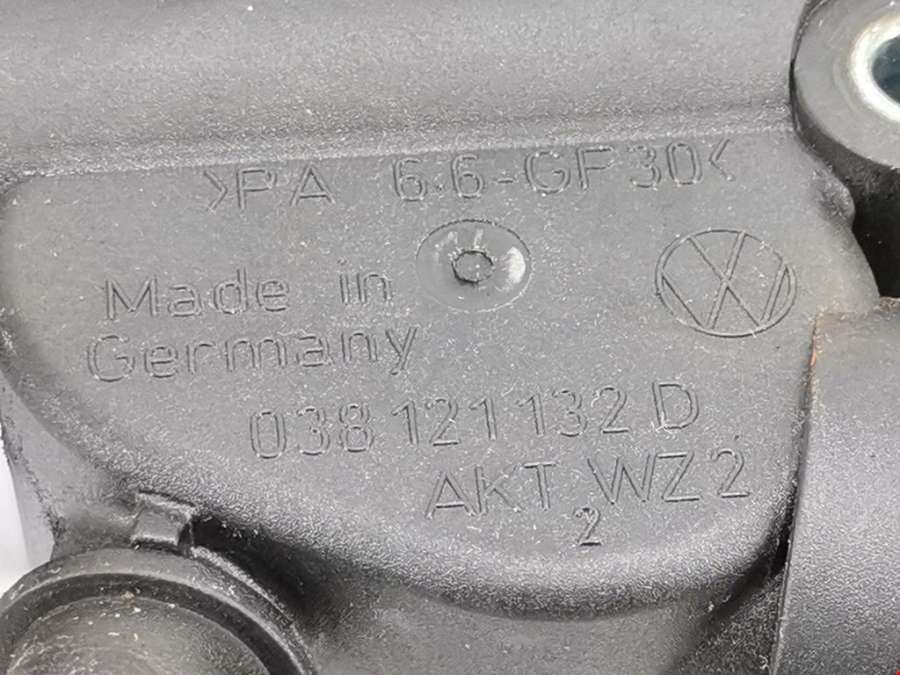 >PA 6.6-GF30<
Made in
Germany
038 121 132 D
AKT WZ2
2